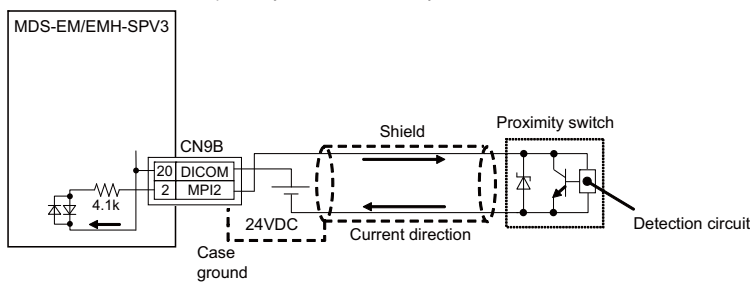 MDS-EM/EMH-SPV3
CN9B
20 DICOM
2 MPI2
4.1k
24VDC
Case
ground
Shield
Current direction
Proximity switch
Detection circuit